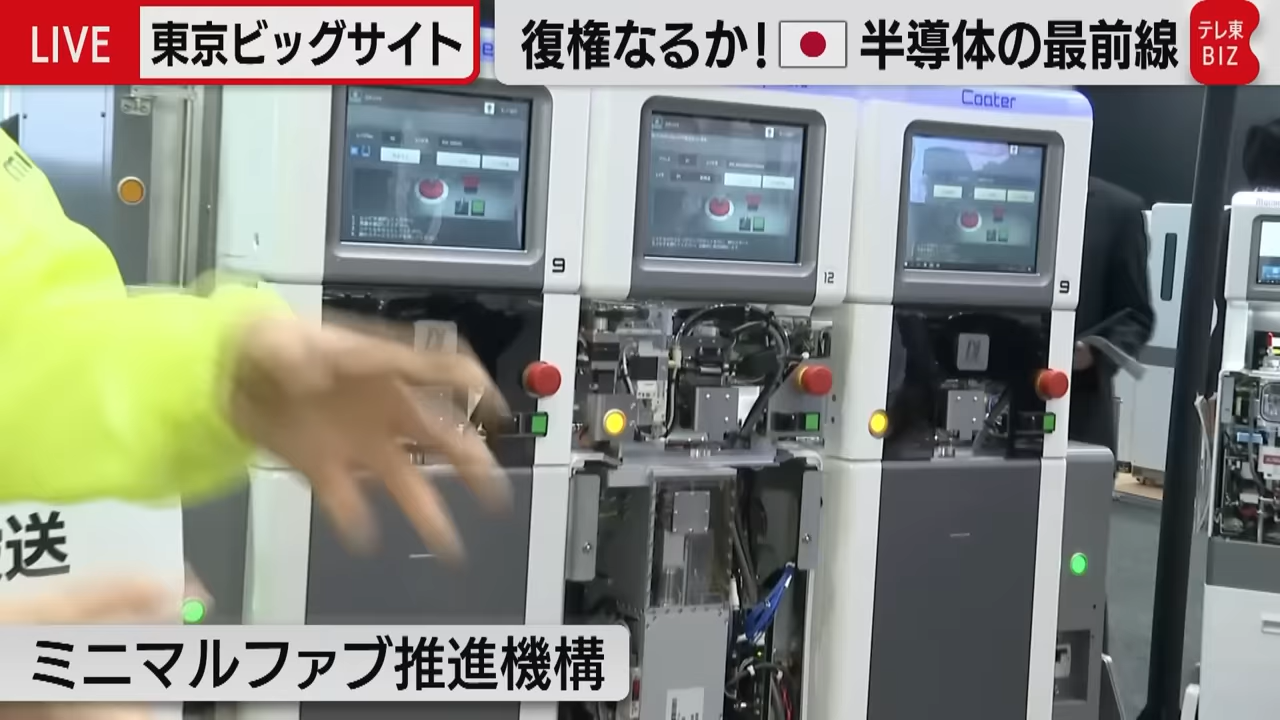 LIVE
東京ビッグサイト
復権なるか!半導体の最前線
テレ東
BIZ
Coater
9
12
9
送
ミニマルファブ推進機構